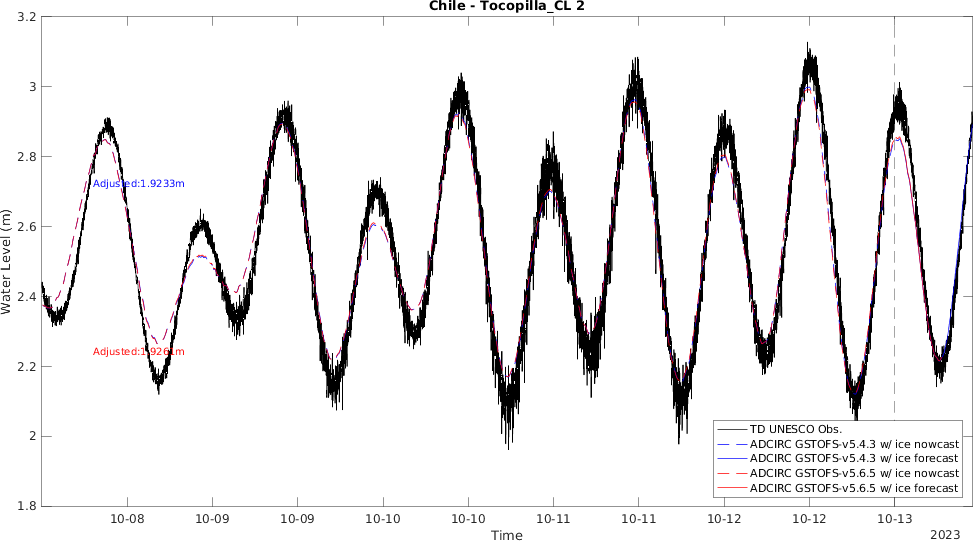 Chile - Tocopilla_CL 2
3.2
3
2.8
2.6
2.4
2.2
2
1.8
Water Level (m)
Adjusted:1.9233m
Adjusted:1.9261m
TD UNESCO Obs.
ADCIRC GSTOFS-v5.4.3 w/ ice nowcast
ADCIRC GSTOFS-v5.4.3 w/ ice forecast
ADCIRC GSTOFS-v5.6.5 w/ ice nowcast
ADCIRC GSTOFS-v5.6.5 w/ ice forecast
10-08 10-09 10-09 10-10 10-10 10-11 10-11 10-12 10-12 10-13
Time
2023